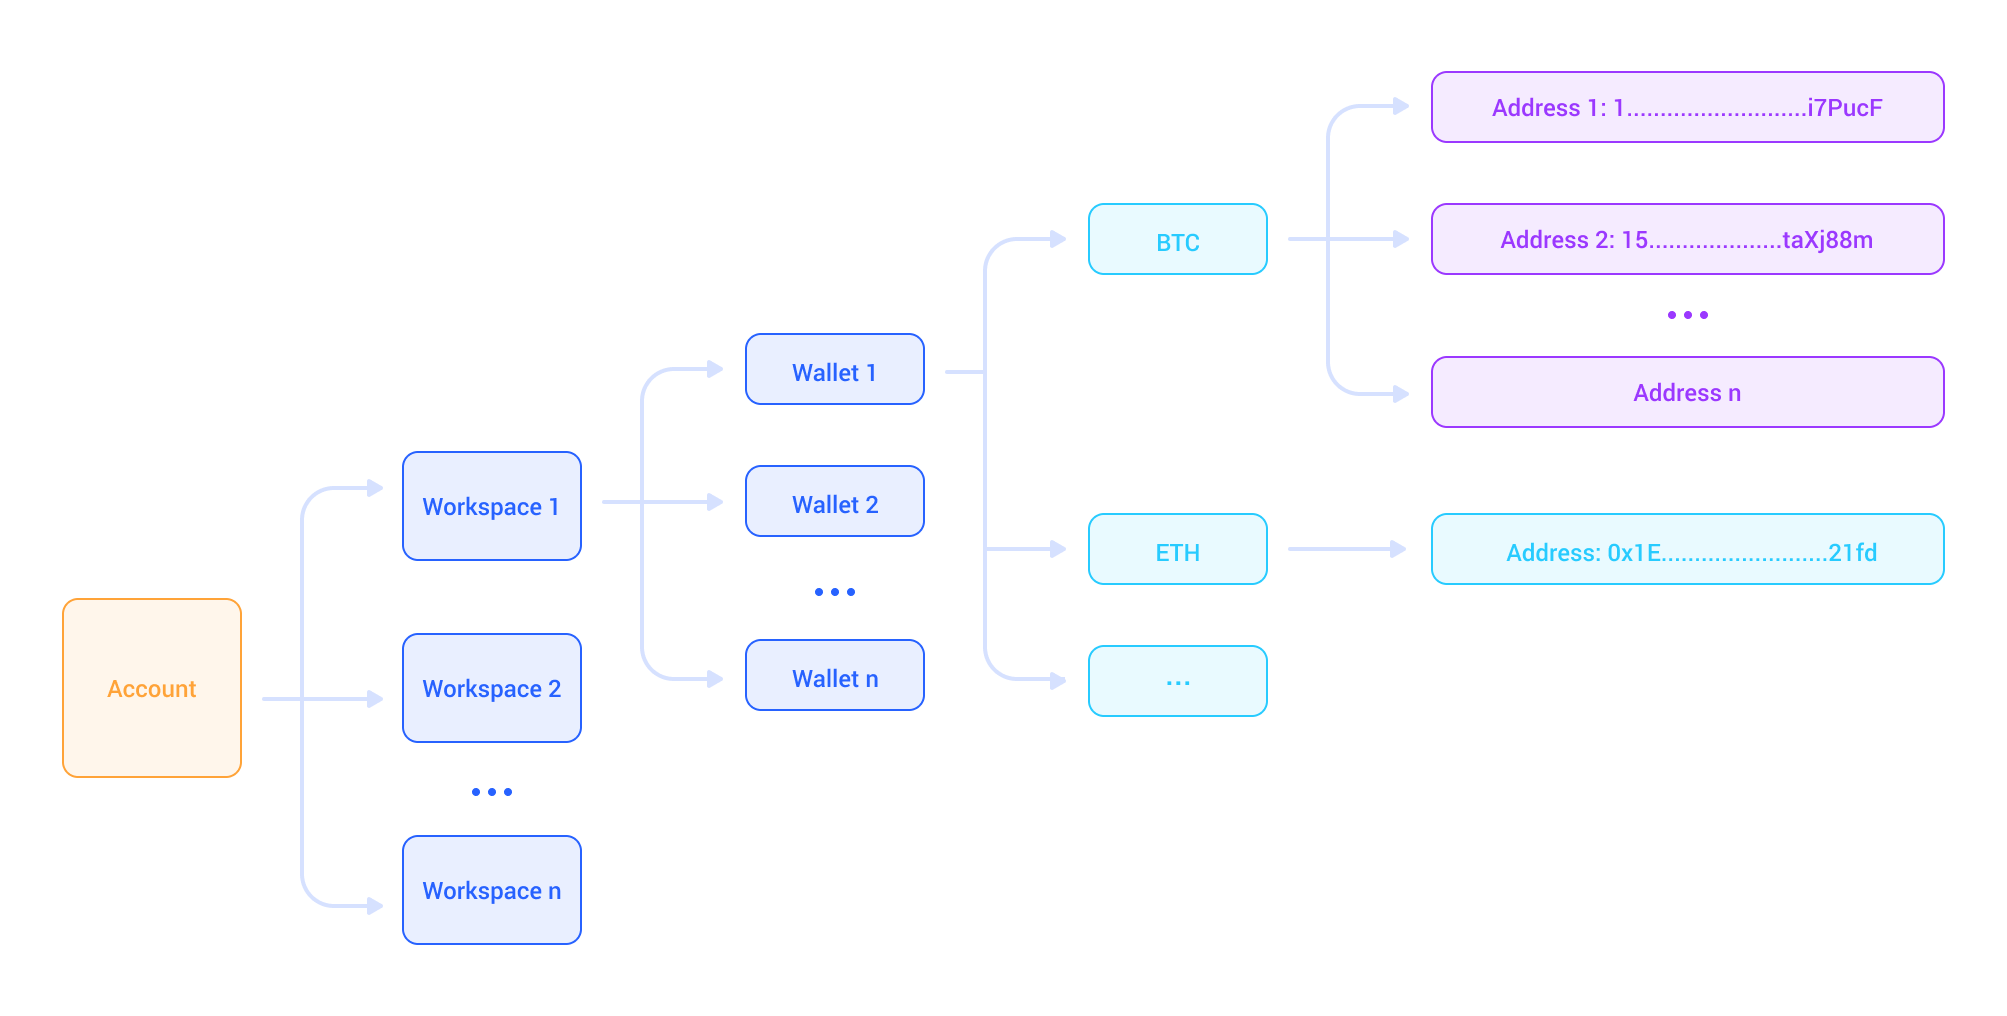 Account
Workspace 1
Workspace 2
...
Workspace n
Wallet 1
Wallet 2
...
Wallet n
BTC
ETH
...
Address 1: 1...........................i7PucF
Address 2: 15....................taXj88m
...
Address n
Address: 0x1E.........................21fd